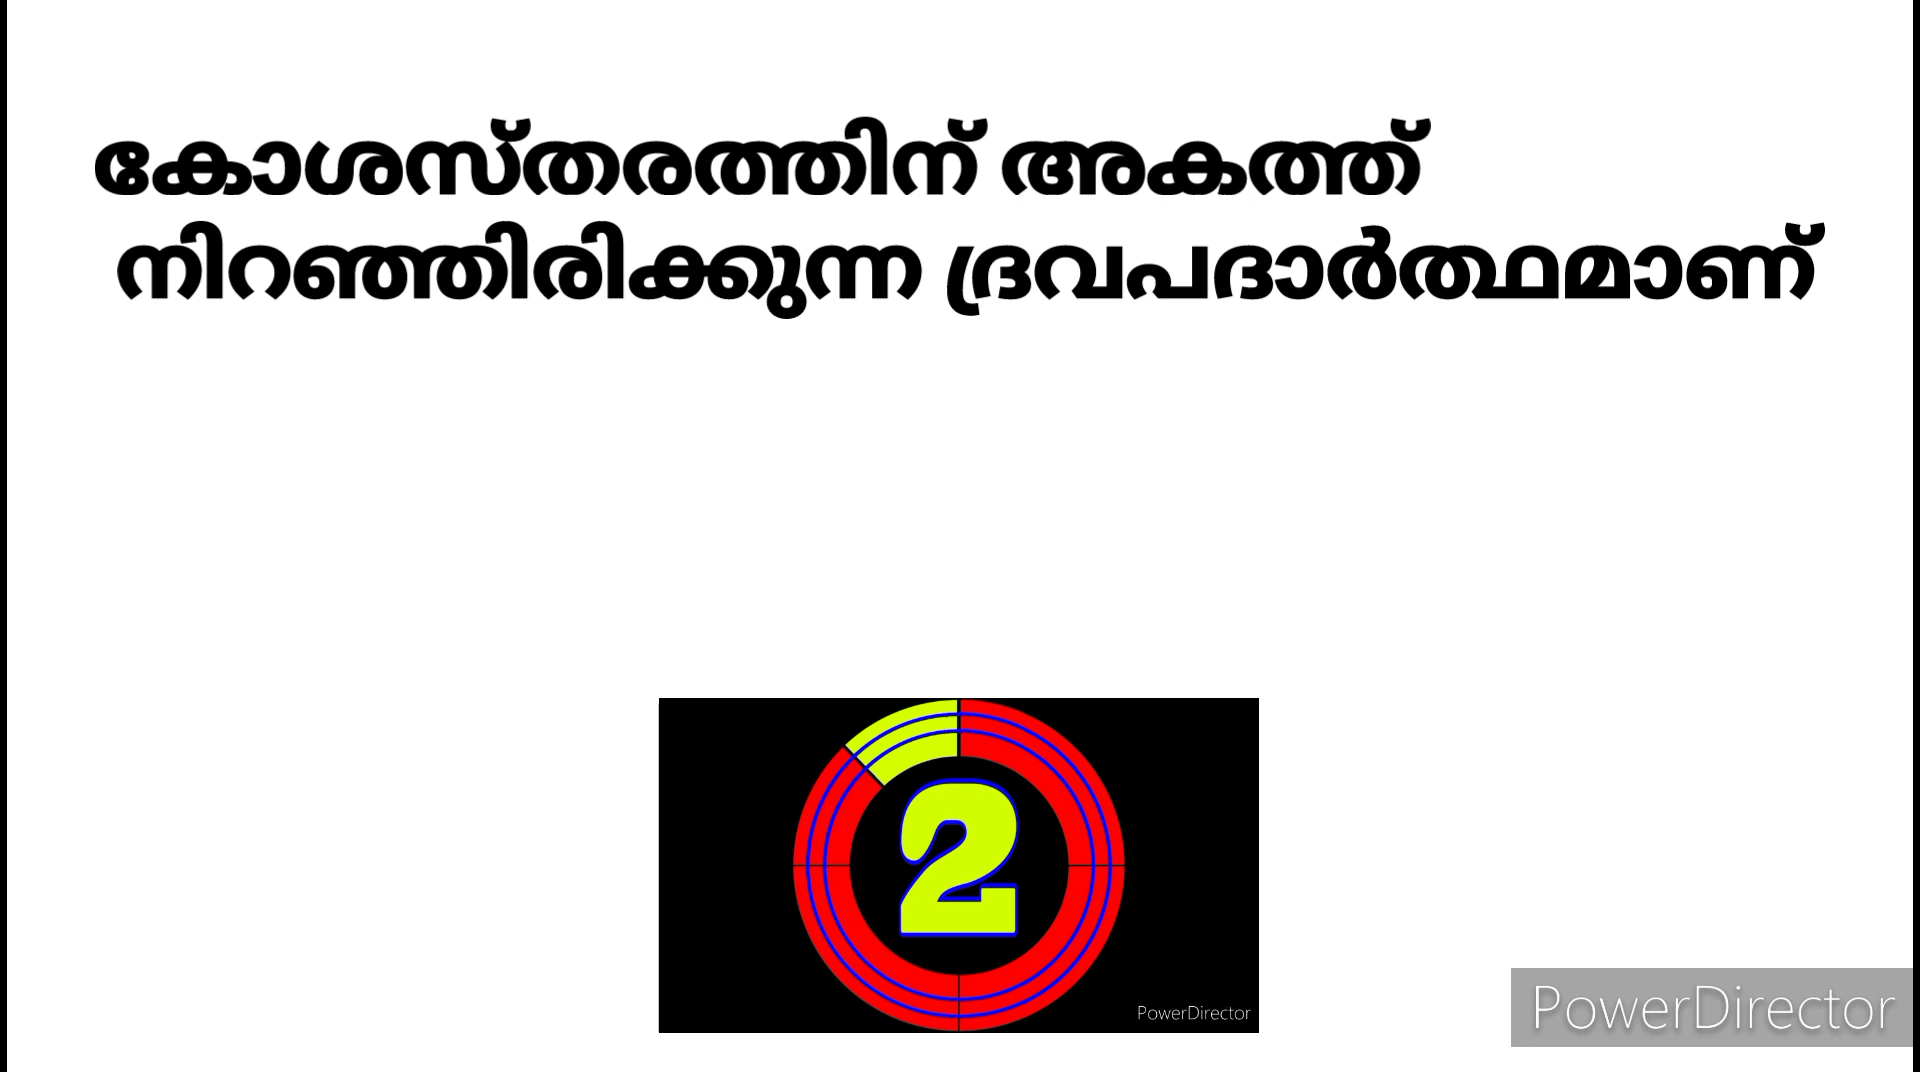 കോശസ്തരത്തിന് അകത്ത്
നിറഞ്ഞിരിക്കുന്ന ദ്രവപദാർത്ഥമാണ്
2
PowerDirector
PowerDirector